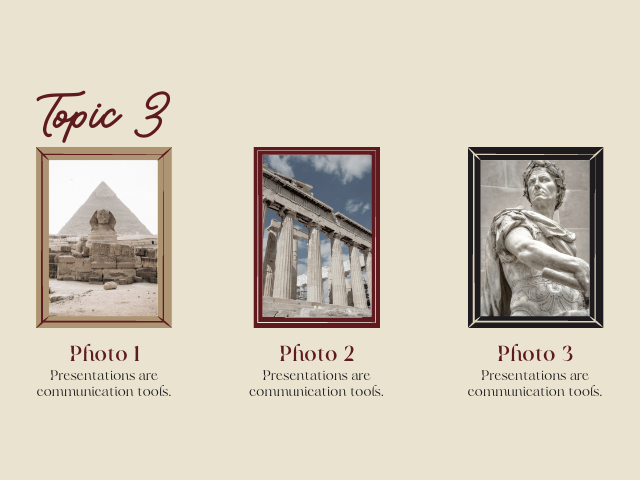 Topic 3
Photo 1
Presentations are
communication tools.
Photo 2
Presentations are
communication tools.
Photo 3
Presentations are
communication tools.